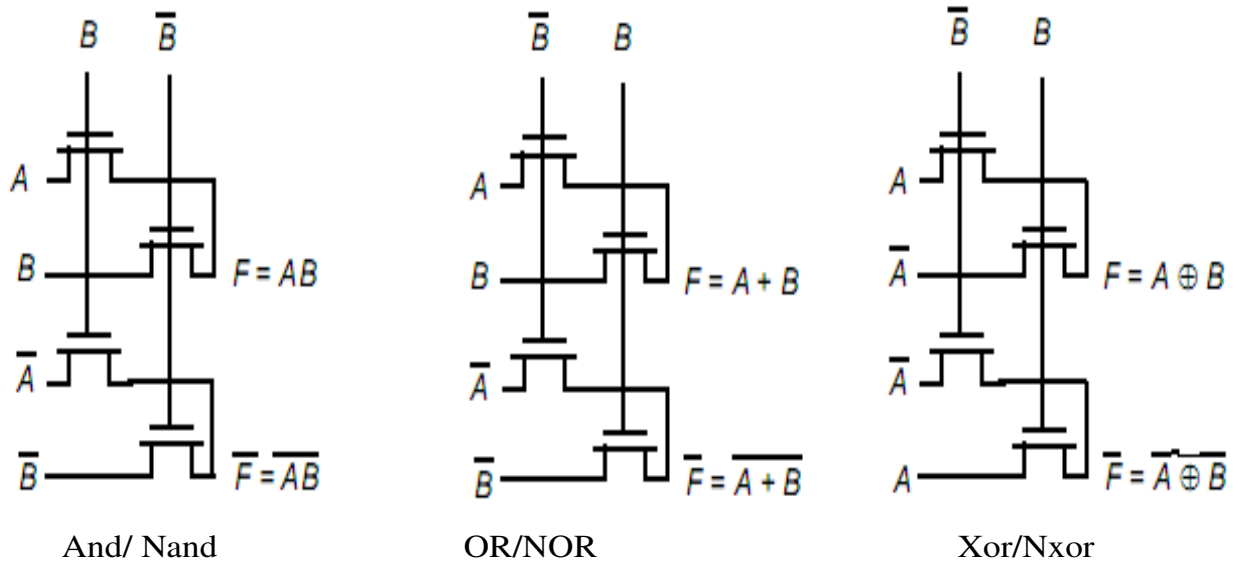 B B̅ B̅ B B̅ B
A A A
B F = AB B F = A + B A̅ F = A ⊕ B
A̅ A̅ A̅
B̅ F̅ = A̅B̅ B̅ F̅ = A̅ ̅+̅ ̅B̅ A F̅ = A̅ ̅⊕̅ ̅B̅
And/ Nand OR/NOR Xor/Nxor